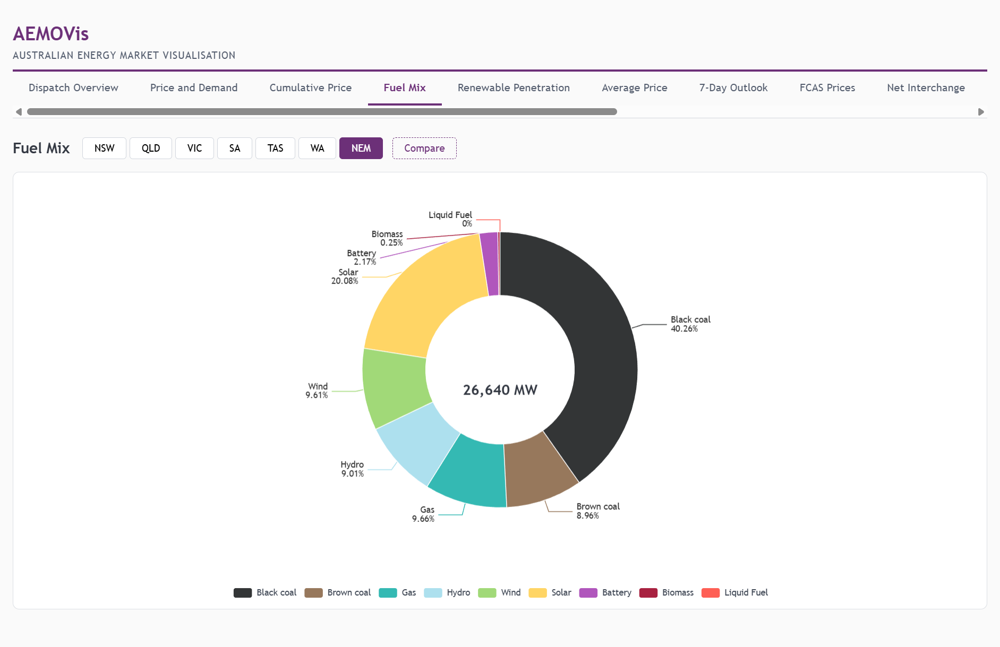 AEMOVis
AUSTRALIAN ENERGY MARKET VISUALISATION
Dispatch Overview
Price and Demand
Cumulative Price
Fuel Mix
Renewable Penetration
Average Price
7-Day Outlook
FCAS Prices
Net Interchange
Fuel Mix
NSW
QLD
VIC
SA
TAS
WA
NEM
Compare
Liquid Fuel
0%
Biomass
0.25%
Battery
2.17%
Solar
20.08%
Black coal
40.26%
Wind
9.61%
26,640 MW
Hydro
9.01%
Gas
9.66%
Brown coal
8.96%
Black coal
Brown coal
Gas
Hydro
Wind
Solar
Battery
Biomass
Liquid Fuel